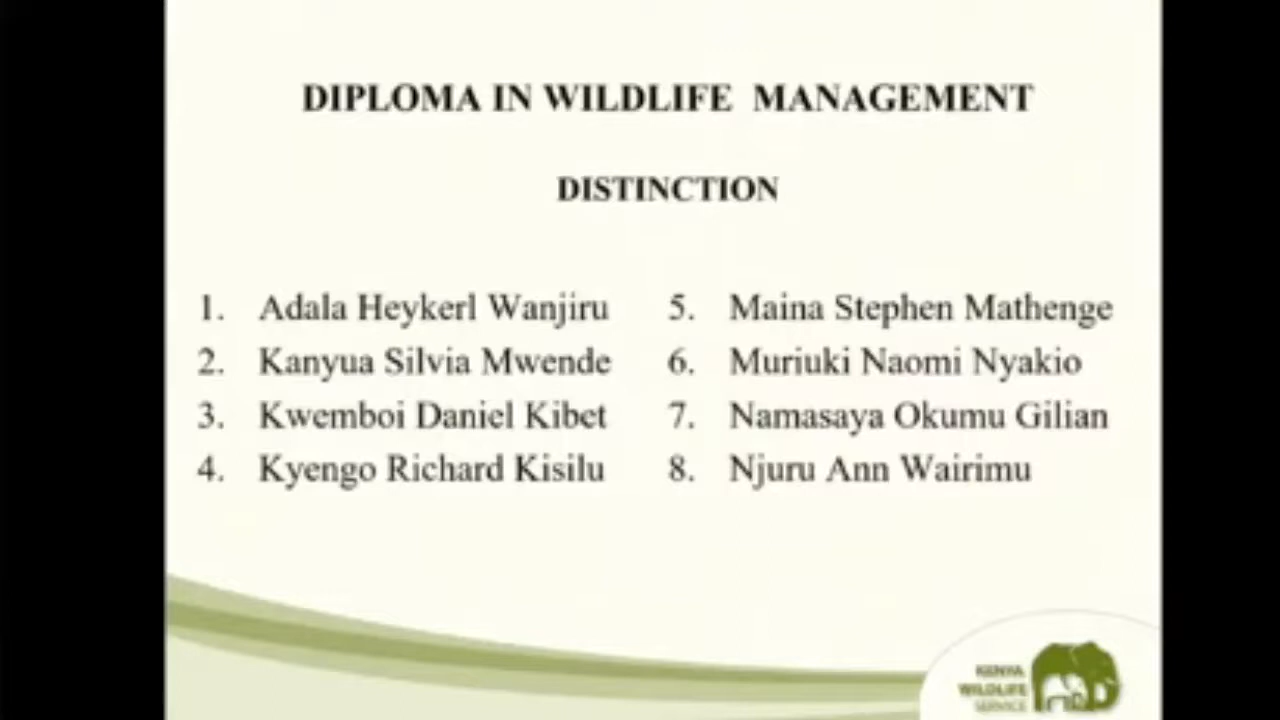 DIPLOMA IN WILDLIFE MANAGEMENT
DISTINCTION
1. Adala Heykerl Wanjiru
2. Kanyua Silvia Mwende
3. Kwemboi Daniel Kibet
4. Kyengo Richard Kisilu
5. Maina Stephen Mathenge
6. Muriuki Naomi Nyakio
7. Namasaya Okumu Gilian
8. Njuru Ann Wairimu
KENYA
WILDLIFE
SERVICE